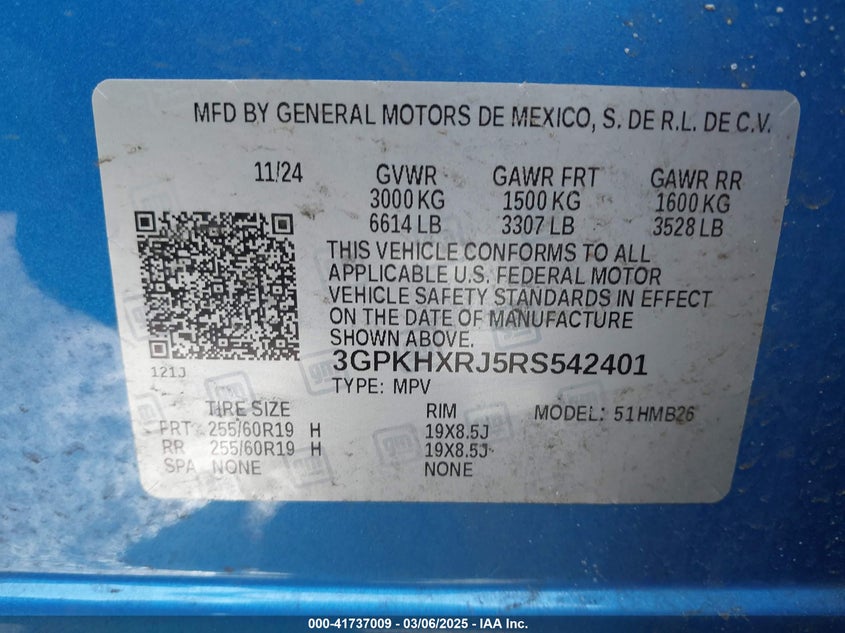 MFD BY GENERAL MOTORS DE MEXICO, S. DE R.L. DE C.V.
11/24 GVWR GAWR FRT GAWR RR
3000 KG 1500 KG 1600 KG
6614 LB 3307 LB 3528 LB
THIS VEHICLE CONFORMS TO ALL
APPLICABLE U.S. FEDERAL MOTOR
VEHICLE SAFETY STANDARDS IN EFFECT
ON THE DATE OF MANUFACTURE
SHOWN ABOVE.
3GPKHXRJ5RS542401
121J
TYPE: MPV
TIRE SIZE RIM MODEL: 51HMB26
FRT 255/60R19 H 19X8.5J
RR 255/60R19 H 19X8.5J
SPA NONE NONE
000-41737009 — 03/06/2025 - IAA Inc.